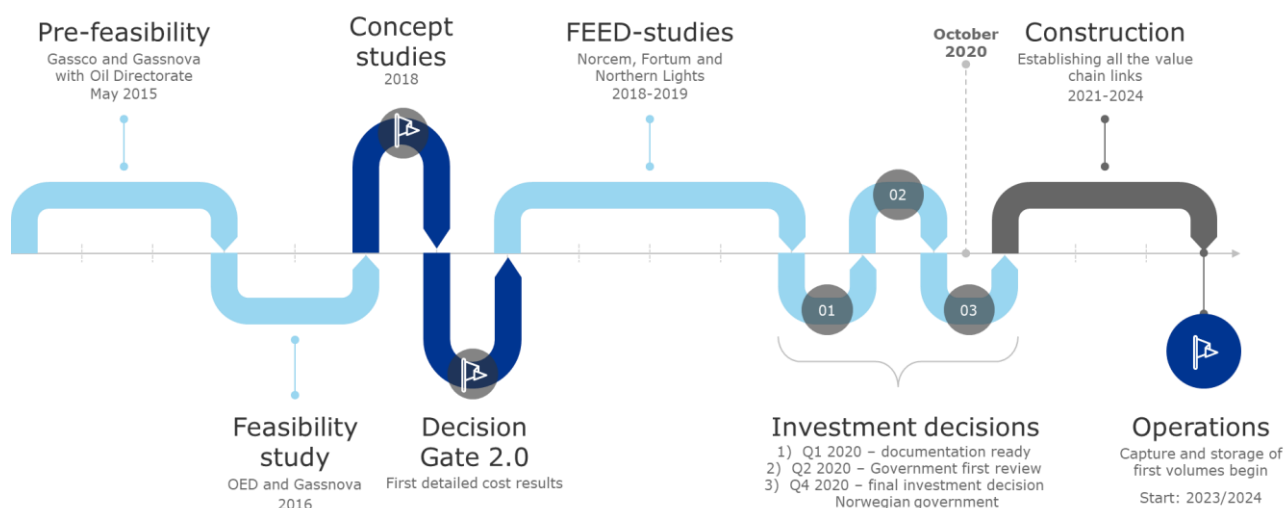 Pre-feasibility
Gassco and Gassnova
with Oil Directorate
May 2015
Concept
studies
2018
FEED-studies
Norcem, Fortum and
Northern Lights
2018-2019
October
2020
Construction
Establishing all the value
chain links
2021-2024
02
01
03
Feasibility
study
OED and Gassnova
2016
Decision
Gate 2.0
First detailed cost results
Investment decisions
1) Q1 2020 – documentation ready
2) Q2 2020 – Government first review
3) Q4 2020 – final investment decision
Norwegian government
Operations
Capture and storage of
first volumes begin
Start: 2023/2024